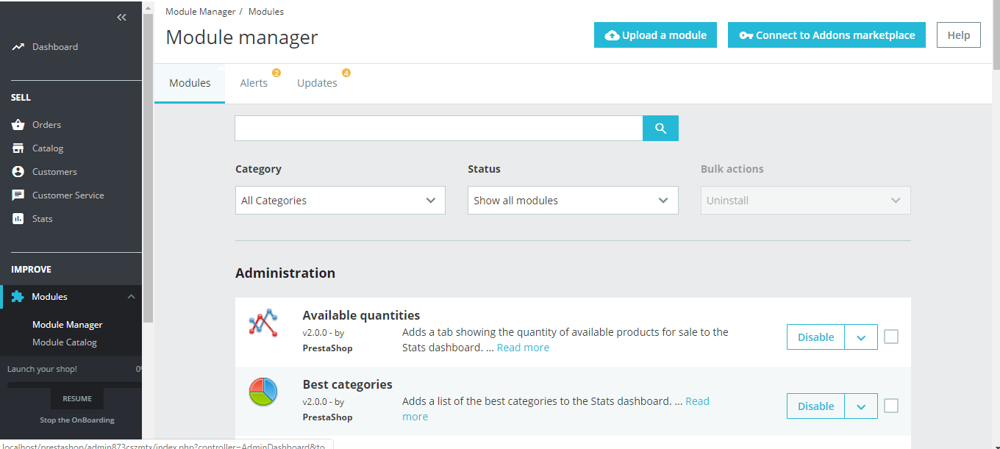 Module Manager / Modules
Module manager
Upload a module
Connect to Addons marketplace
Help
Dashboard
SELL
Orders
Catalog
Customers
Customer Service
Stats
IMPROVE
Modules
Module Manager
Module Catalog
Launch your shop! 0%
RESUME
Stop the OnBoarding
Modules
Alerts 2
Updates 4
Category
Status
Bulk actions
All Categories
Show all modules
Uninstall
Administration
Available quantities
v2.0.0 - by
PrestaShop
Adds a tab showing the quantity of available products for sale to the
Stats dashboard. ... Read more
Disable
Best categories
v2.0.0 - by
PrestaShop
Adds a list of the best categories to the Stats dashboard. ... Read
more
Disable
localhost/prestashop/admin873cszmtx/index.php?controller=AdminDashboard&to...